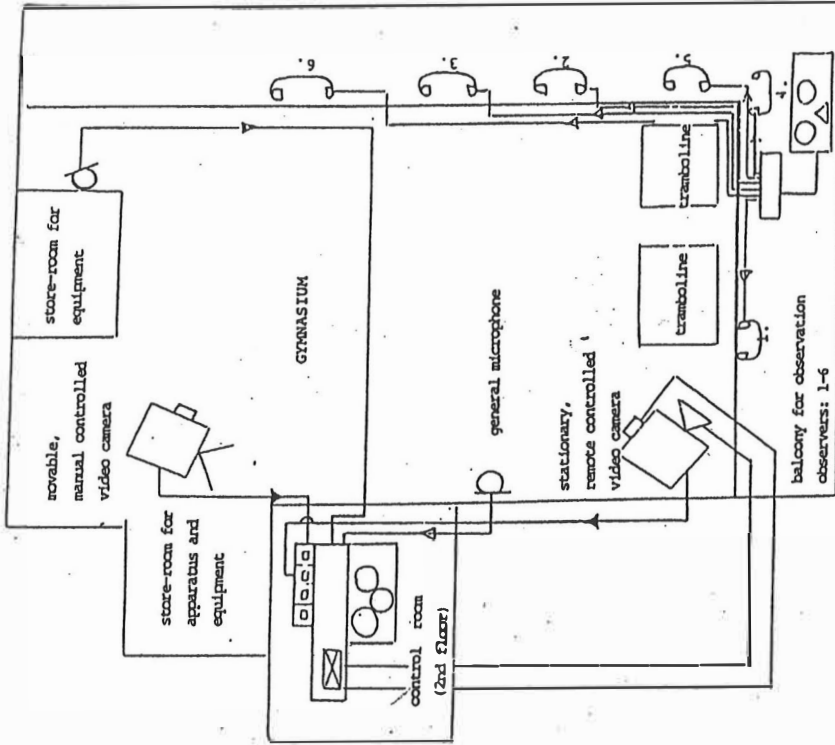 control room
(2nd floor)
store-room for
apparatus and
equipment
movable,
manual controlled
video camera
store-room for
equipment
GYMNASIUM
general microphone
stationary,
remote controlled
video camera
tramboline
tramboline
balcony for observation
observers: 1-6
1.
4.
5.
2.
3.
6.